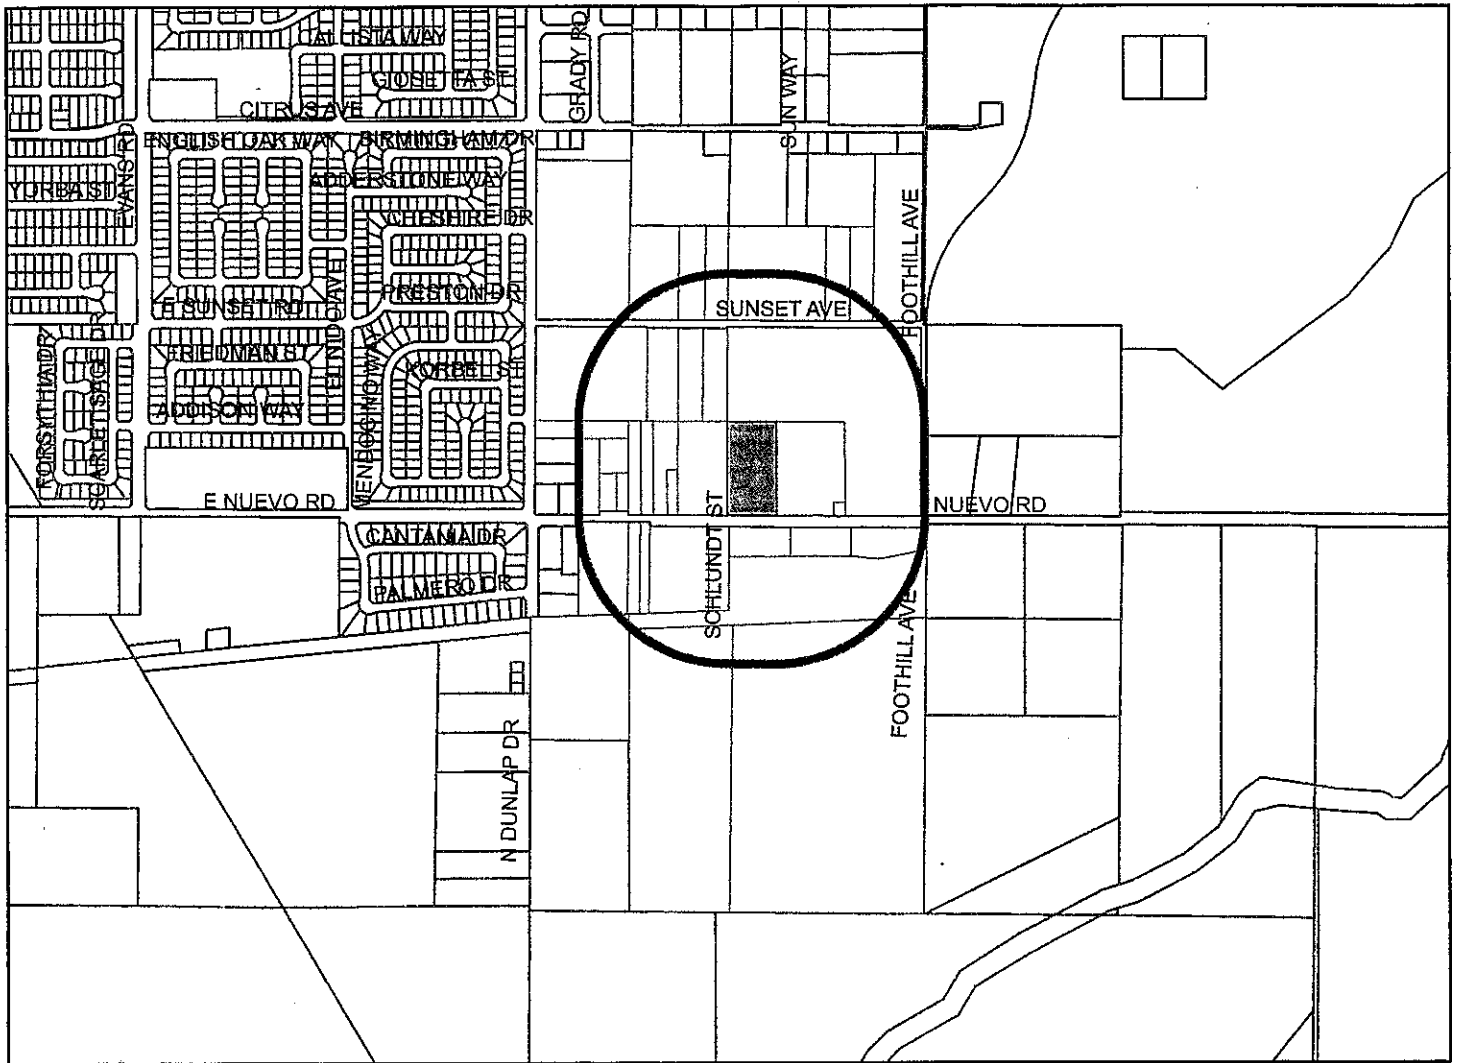 CALLISTA WAY
GIOSETTA ST
GRADY RD
SUN WAY
CITRUS AVE
ENGLISH OAK WAY
BIRMINGHAM DR
EVANS RD
YORBA ST
ADDERSTONE WAY
CHESHIRE DR
FOOTHILL AVE
PRESTON DR
E SUNSET RD
SUNSET AVE
EL NIDO AVE
FRIEDMAN ST
KORBEL ST
FORSYTHIA DR
SCARLET SAGE DR
MENDOCINO WAY
ADDISON WAY
E NUEVO RD
NUEVO RD
SCHLUNDT ST
CANTAMIA DR
PALMERO DR
FOOTHILL AVE
N DUNLAP DR